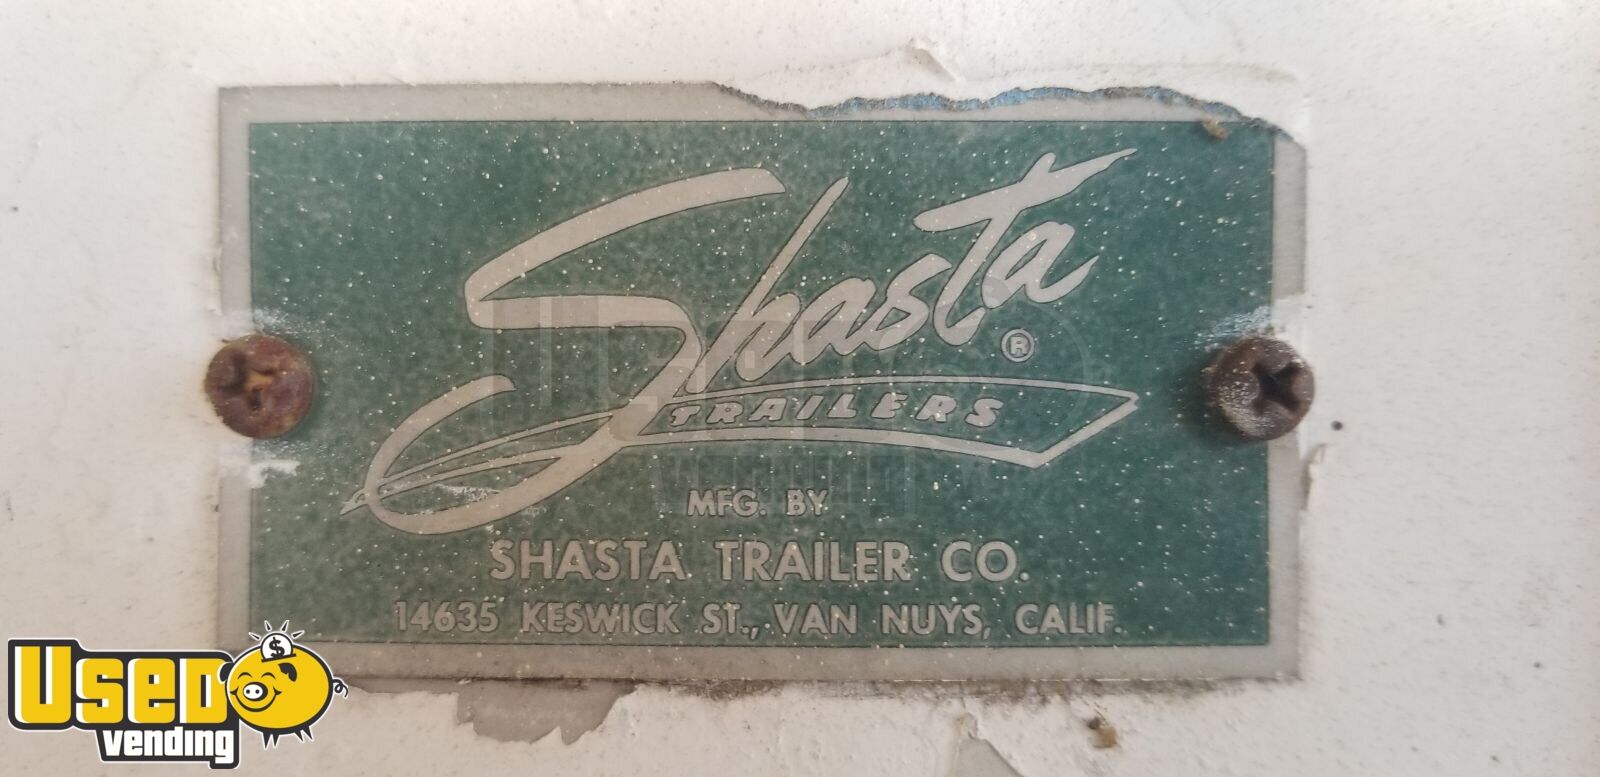 Shasta
®
TRAILERS
MFG. BY
SHASTA TRAILER CO.
14635 KESWICK ST., VAN NUYS, CALIF.
USED
vending
$